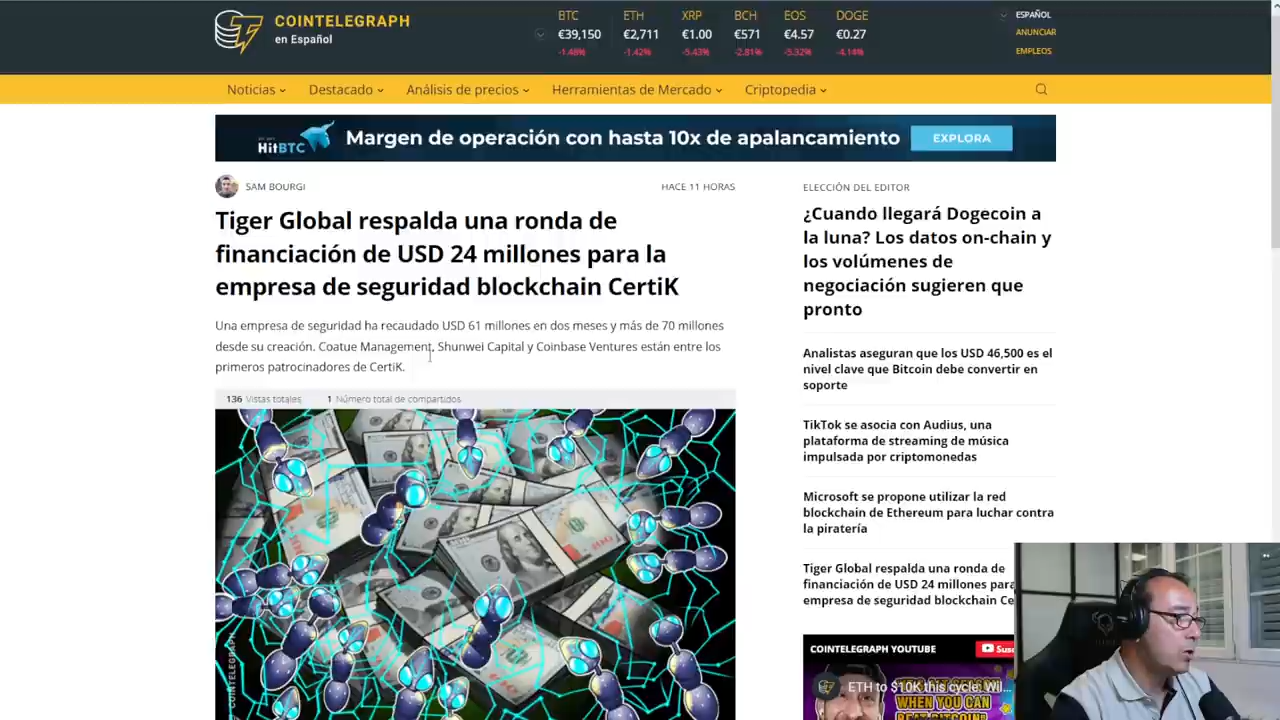 COINTELEGRAPH
en Español
BTC ETH XRP BCH EOS DOGE
€39,150 €2,711 €1.00 €571 €4.57 €0.27
-1.48% -1.42% -5.43% -2.81% -5.32% -4.14%
ESPAÑOL
ANUNCIAR
EMPLEOS
Noticias Destacado Análisis de precios Herramientas de Mercado Criptopedia
HitBTC Margen de operación con hasta 10x de apalancamiento EXPLORA
SAM BOURGI HACE 11 HORAS
Tiger Global respalda una ronda de
financiación de USD 24 millones para la
empresa de seguridad blockchain CertiK
Una empresa de seguridad ha recaudado USD 61 millones en dos meses y más de 70 millones
desde su creación. Coatue Management, Shunwei Capital y Coinbase Ventures están entre los
primeros patrocinadores de CertiK.
136 Vistas totales 1 Número total de compartidos
COINTELEGRAPH
ELECCIÓN DEL EDITOR
¿Cuando llegará Dogecoin a
la luna? Los datos on-chain y
los volúmenes de
negociación sugieren que
pronto
Analistas aseguran que los USD 46,500 es el
nivel clave que Bitcoin debe convertir en
soporte
TikTok se asocia con Audius, una
plataforma de streaming de música
impulsada por criptomonedas
Microsoft se propone utilizar la red
blockchain de Ethereum para luchar contra
la piratería
Tiger Global respalda una ronda de
financiación de USD 24 millones para
empresa de seguridad blockchain Ce
COINTELEGRAPH YOUTUBE
ETH to $10K this cycle. Wil...
WHEN YOU CAN